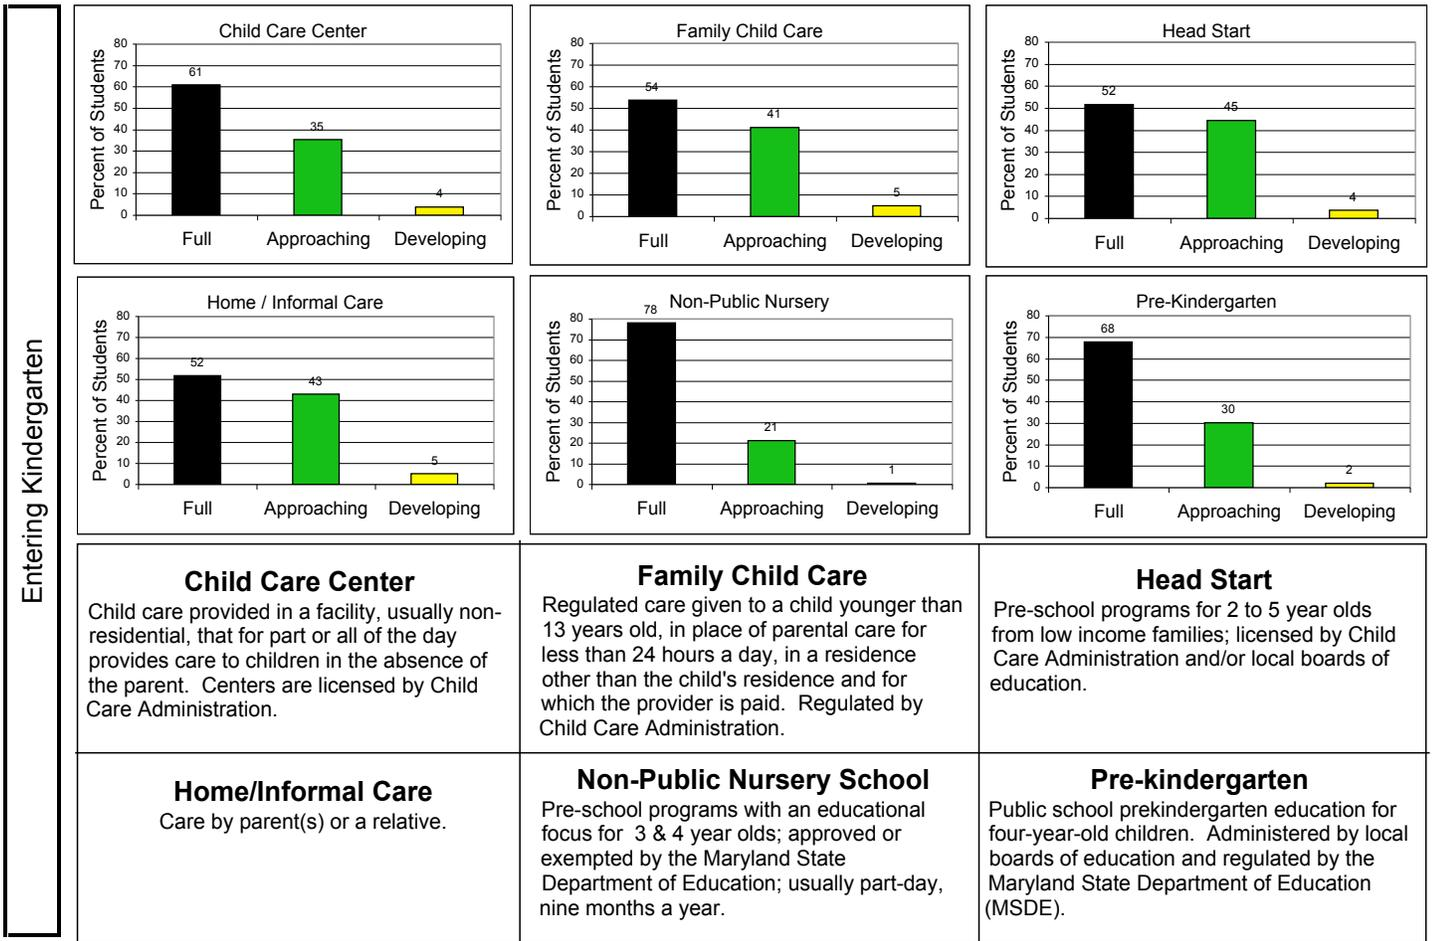 Entering Kindergarten
Child Care Center
Percent of Students
80
70
60
50
40
30
20
10
0
61
35
4
Full Approaching Developing
Family Child Care
Percent of Students
80
70
60
50
40
30
20
10
0
54
41
5
Full Approaching Developing
Head Start
Percent of Students
80
70
60
50
40
30
20
10
0
52
45
4
Full Approaching Developing
Home / Informal Care
Percent of Students
80
70
60
50
40
30
20
10
0
52
43
5
Full Approaching Developing
Non-Public Nursery
Percent of Students
80
70
60
50
40
30
20
10
0
78
21
1
Full Approaching Developing
Pre-Kindergarten
Percent of Students
80
70
60
50
40
30
20
10
0
68
30
2
Full Approaching Developing
Child Care Center
Child care provided in a facility, usually non-
residential, that for part or all of the day
provides care to children in the absence of
the parent.  Centers are licensed by Child
Care Administration.
Family Child Care
Regulated care given to a child younger than
13 years old, in place of parental care for
less than 24 hours a day, in a residence
other than the child's residence and for
which the provider is paid.  Regulated by
Child Care Administration.
Head Start
Pre-school programs for 2 to 5 year olds
from low income families; licensed by Child
Care Administration and/or local boards of
education.
Home/Informal Care
Care by parent(s) or a relative.
Non-Public Nursery School
Pre-school programs with an educational
focus for  3 & 4 year olds; approved or
exempted by the Maryland State
Department of Education; usually part-day,
nine months a year.
Pre-kindergarten
Public school prekindergarten education for
four-year-old children.  Administered by local
boards of education and regulated by the
Maryland State Department of Education
(MSDE).